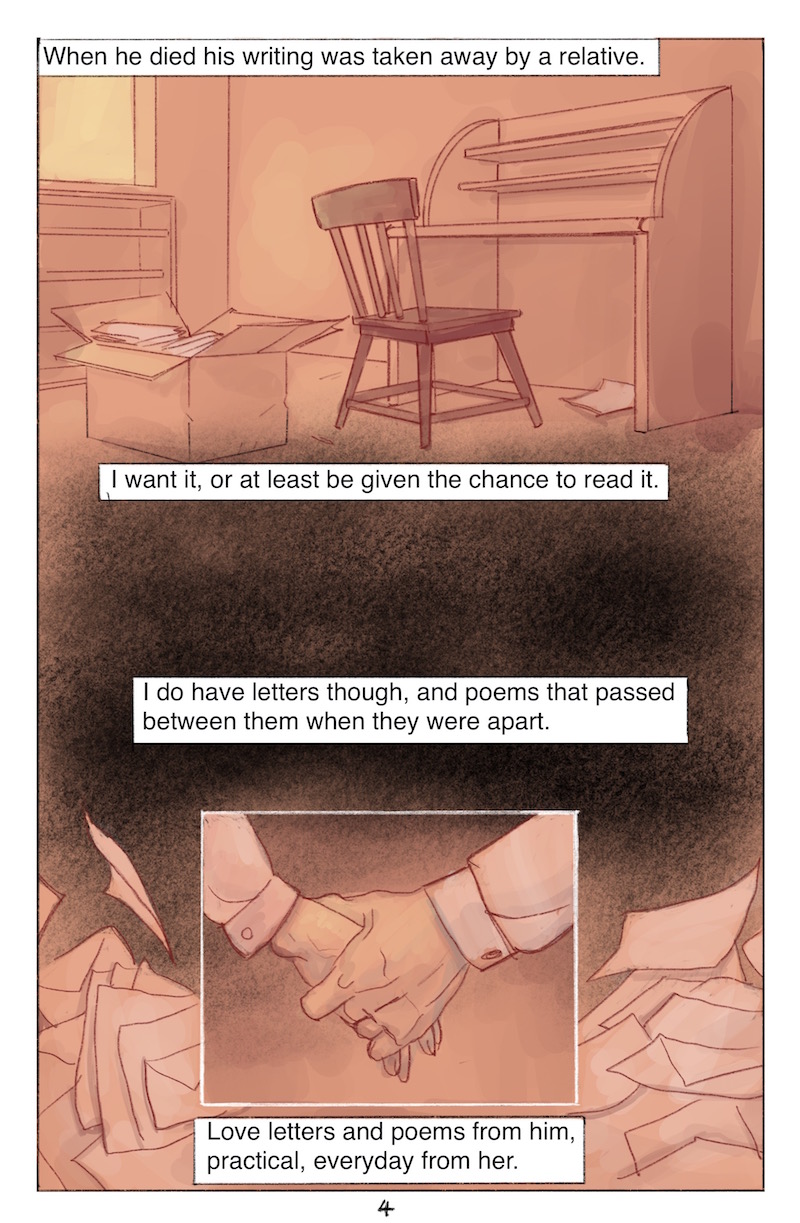 When he died his writing was taken away by a relative.
I want it, or at least be given the chance to read it.
I do have letters though, and poems that passed
between them when they were apart.
Love letters and poems from him,
practical, everyday from her.
4